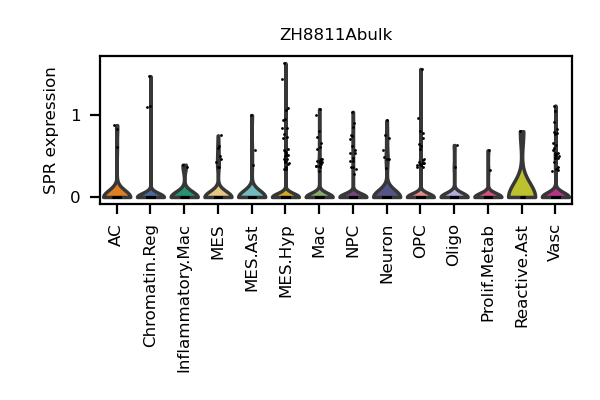 ZH8811Abulk
SPR expression
1
0
AC
Chromatin.Reg
Inflammatory.Mac
MES
MES.Ast
MES.Hyp
Mac
NPC
Neuron
OPC
Oligo
Prolif.Metab
Reactive.Ast
Vasc